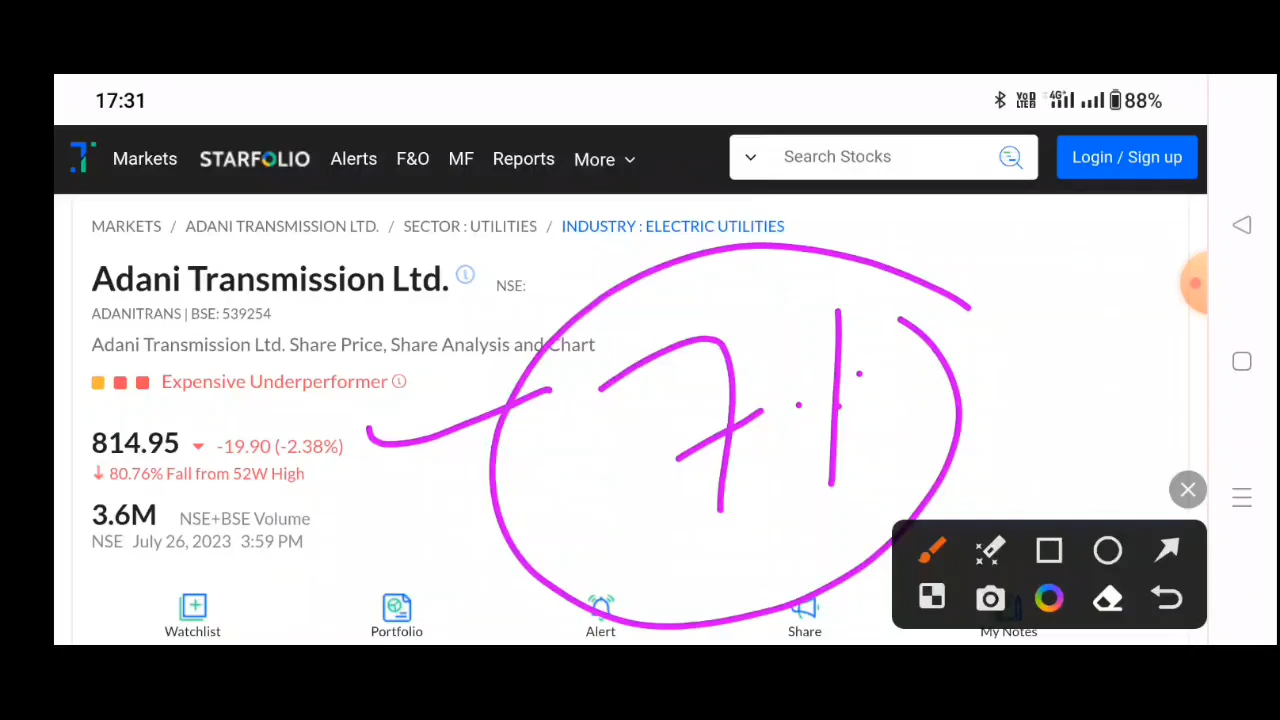 17:31 4G+ 88%
Markets STARFOLIO Alerts F&O MF Reports More Search Stocks Login / Sign up
MARKETS / ADANI TRANSMISSION LTD. / SECTOR : UTILITIES / INDUSTRY : ELECTRIC UTILITIES
Adani Transmission Ltd. NSE:
ADANITRANS | BSE: 539254
Adani Transmission Ltd. Share Price, Share Analysis and Chart
Expensive Underperformer
814.95 -19.90 (-2.38%)
80.76% Fall from 52W High
3.6M NSE+BSE Volume
NSE July 26, 2023 3:59 PM
Watchlist Portfolio Alert Share My Notes